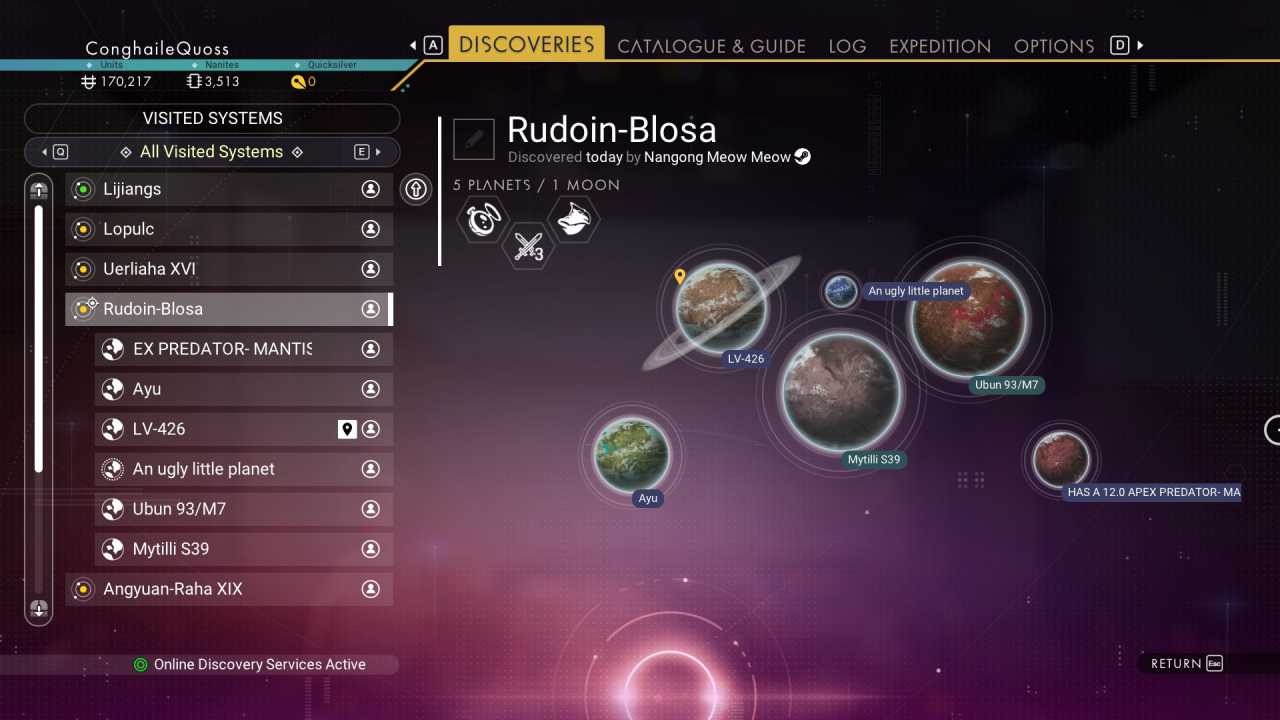 ConghaileQuoss
Units Nanites Quicksilver
170,217 3,513 0
A DISCOVERIES CATALOGUE & GUIDE LOG EXPEDITION OPTIONS D
VISITED SYSTEMS
Q All Visited Systems E
Lijiangs
Lopulc
Uerliaha XVI
Rudoin-Blosa
EX PREDATOR- MANTIS
Ayu
LV-426
An ugly little planet
Ubun 93/M7
Mytilli S39
Angyuan-Raha XIX
Online Discovery Services Active
Rudoin-Blosa
Discovered today by Nangong Meow Meow
5 PLANETS / 1 MOON
3
An ugly little planet
LV-426
Ubun 93/M7
Mytilli S39
Ayu
HAS A 12.0 APEX PREDATOR- MA
RETURN Esc